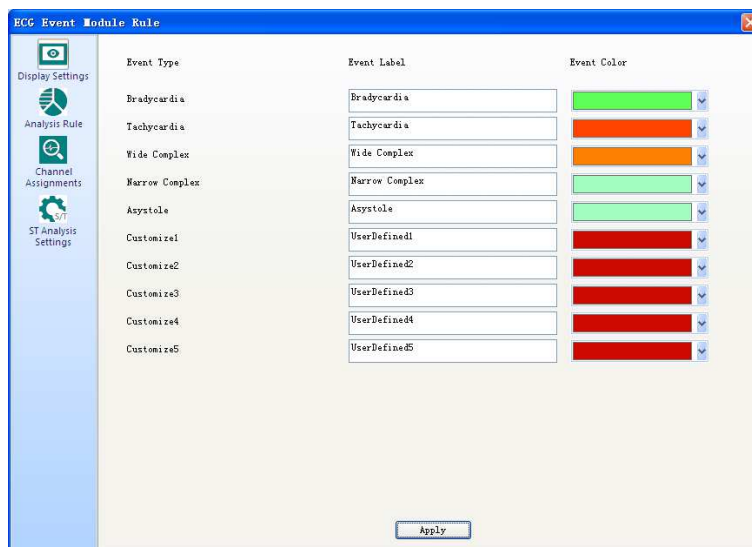 ECG Event Module Rule
Display Settings
Analysis Rule
Channel
Assignments
S/T
ST Analysis
Settings
Event Type Event Label Event Color
Bradycardia Bradycardia
Tachycardia Tachycardia
Wide Complex Wide Complex
Narrow Complex Narrow Complex
Asystole Asystole
Customize1 UserDefined1
Customize2 UserDefined2
Customize3 UserDefined3
Customize4 UserDefined4
Customize5 UserDefined5
Apply